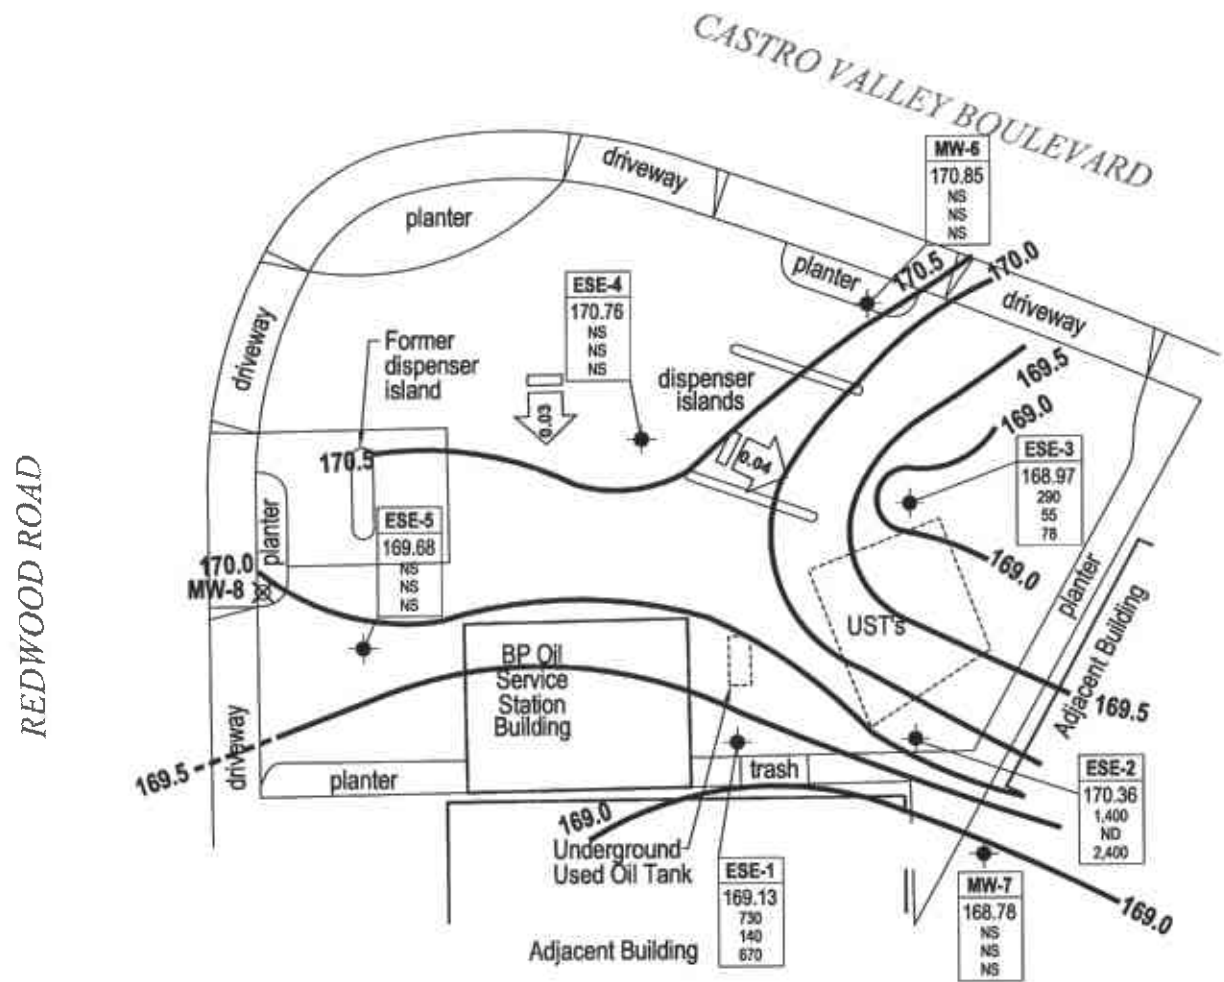 CASTRO VALLEY BOULEVARD
MW-6
170.85
NS
NS
NS
driveway
planter
planter
170.5
170.0
driveway
ESE-4
170.76
NS
NS
NS
driveway
Former
dispenser
island
dispenser
islands
0.03
0.04
169.5
169.0
ESE-3
168.97
290
55
78
170.5
ESE-5
169.68
NS
NS
NS
planter
170.0
MW-8
169.0
planter
Adjacent Building
UST's
REDWOOD ROAD
BP Oil
Service
Station
Building
169.5
169.5
driveway
planter
trash
ESE-2
170.36
1,400
ND
2,400
169.0
Underground
Used Oil Tank
ESE-1
169.13
730
140
670
MW-7
168.78
NS
NS
NS
169.0
Adjacent Building